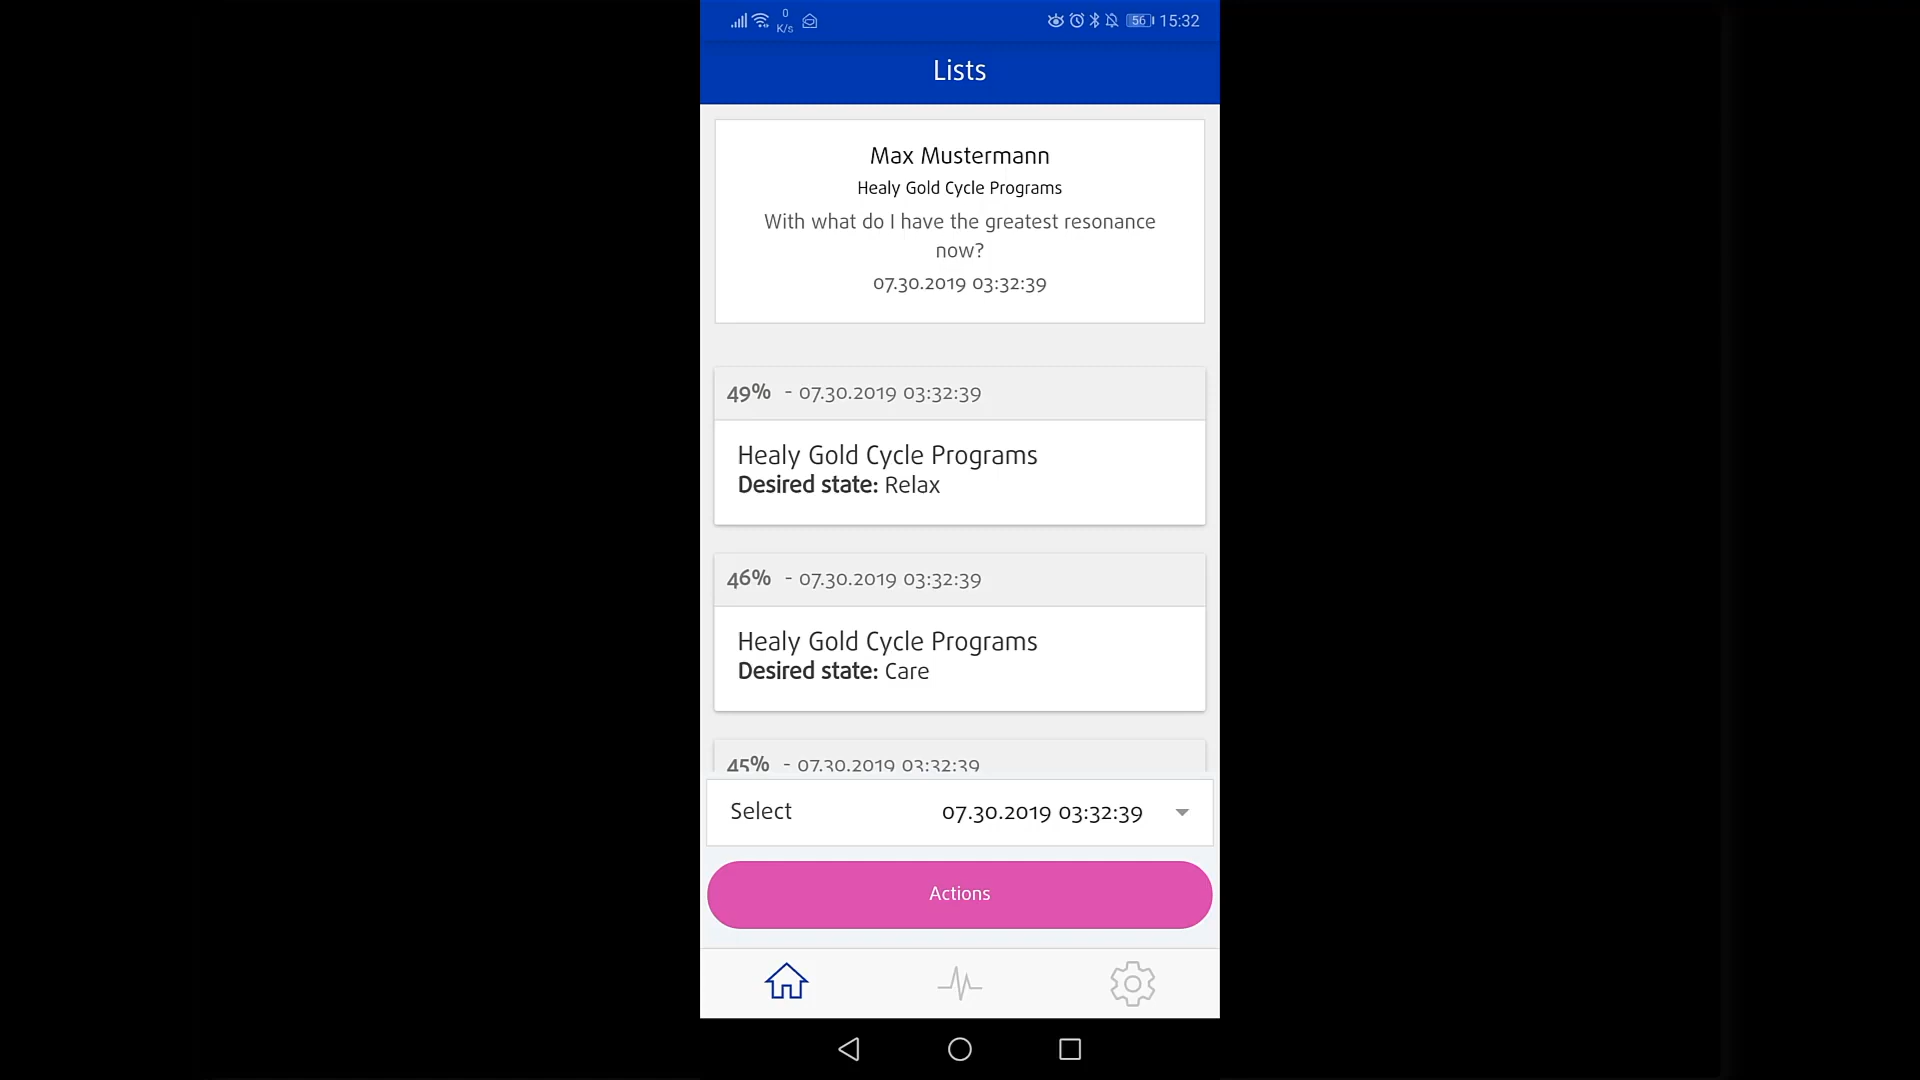 0
K/s
56
15:32
Lists
Max Mustermann
Healy Gold Cycle Programs
With what do I have the greatest resonance
now?
07.30.2019 03:32:39
49% - 07.30.2019 03:32:39
Healy Gold Cycle Programs
Desired state: Relax
46% - 07.30.2019 03:32:39
Healy Gold Cycle Programs
Desired state: Care
45% - 07.30.2019 03:32:39
Select 07.30.2019 03:32:39
Actions